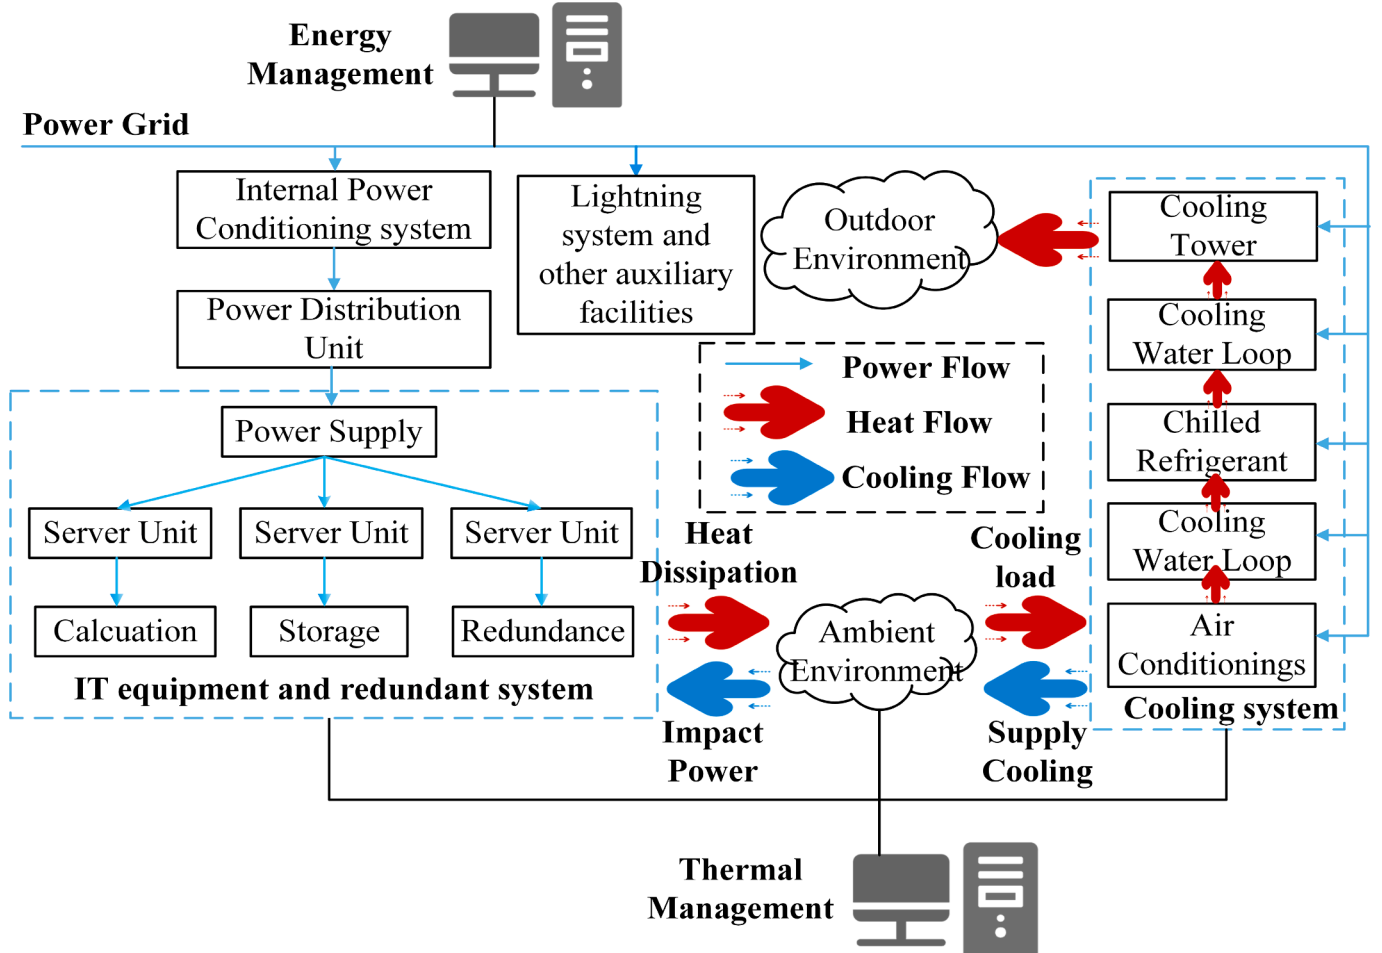 Energy
Management
Power Grid
Internal Power
Conditioning system
Lightning
system and
other auxiliary
facilities
Outdoor
Environment
Cooling
Tower
Power Distribution
Unit
Cooling
Water Loop
Power Flow
Heat Flow
Cooling Flow
Chilled
Refrigerant
Power Supply
Server Unit
Server Unit
Server Unit
Cooling
Water Loop
Calcuation
Storage
Redundance
IT equipment and redundant system
Heat
Dissipation
Ambient
Environment
Impact
Power
Cooling
load
Supply
Cooling
Air
Conditionings
Cooling system
Thermal
Management